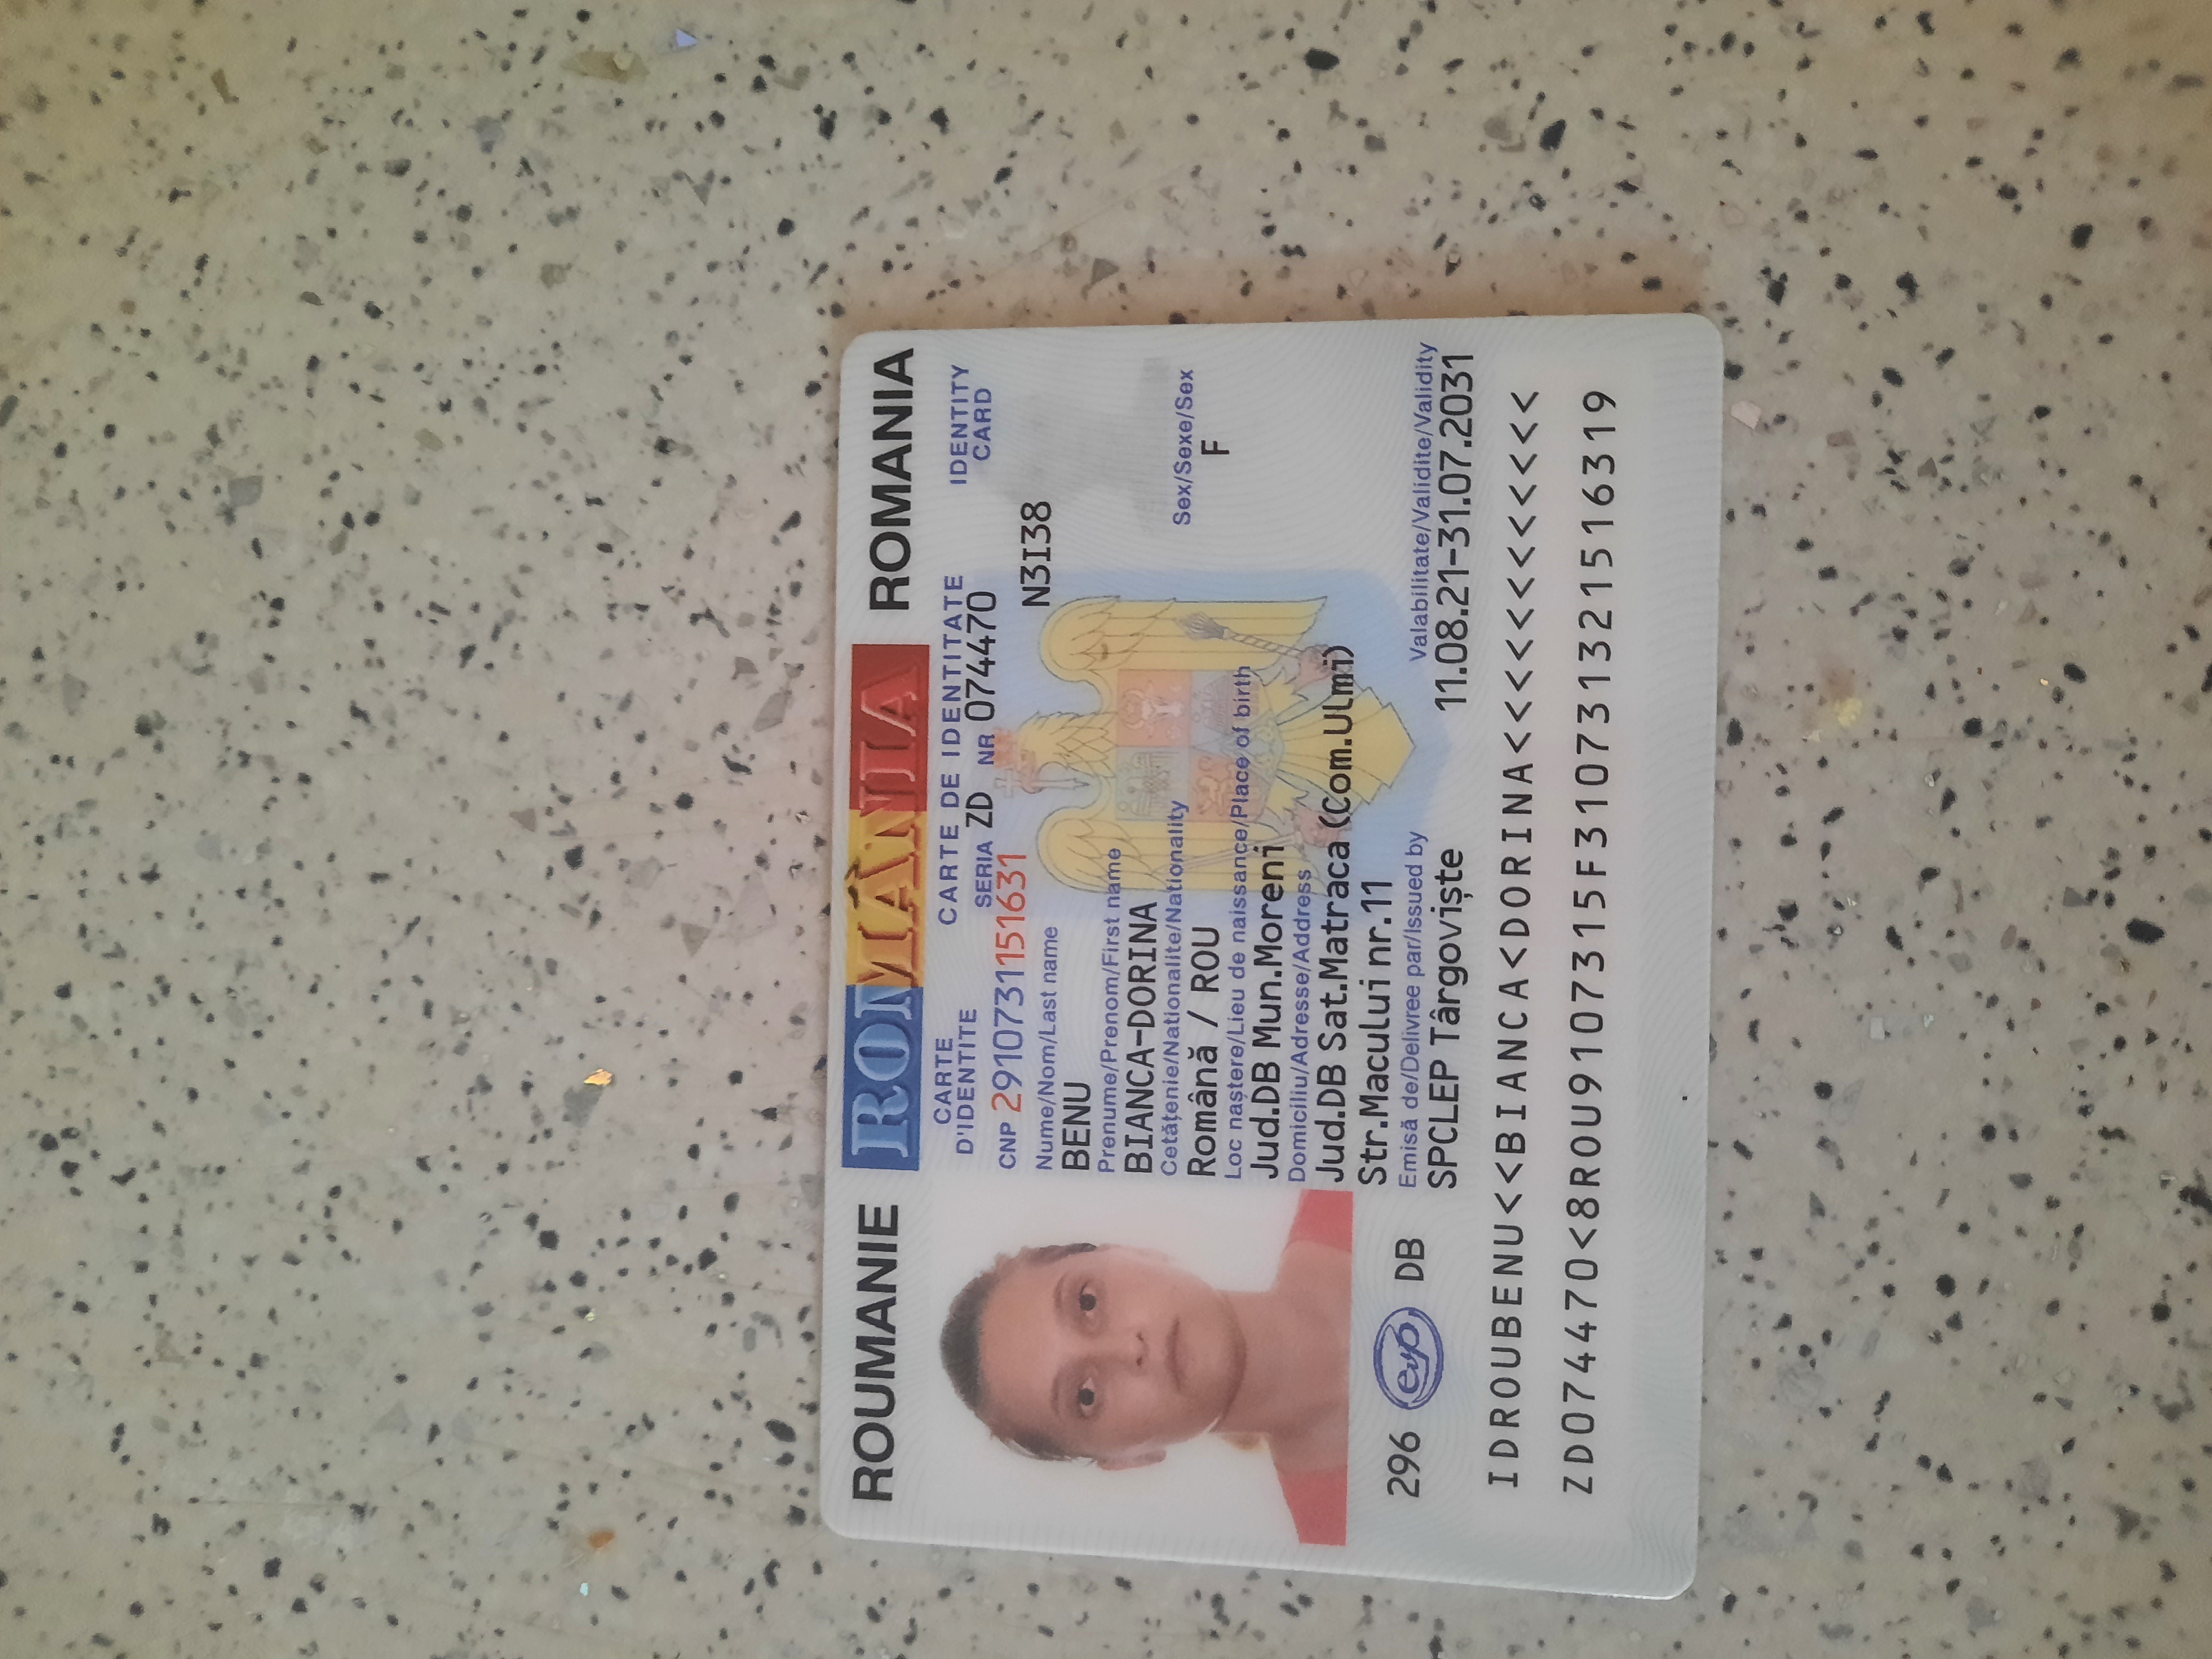 ROUMANIE ROMÂNIA ROMANIA
CARTE D'IDENTITE
CARTE DE IDENTITATE
IDENTITY CARD
SERIA ZD NR 074470
CNP 2910731151631
N3I38
Nume/Nom/Last name
BENU
Prenume/Prenom/First name
BIANCA-DORINA
Cetățenie/Nationalite/Nationality
Română / ROU
Sex/Sexe/Sex
F
Loc naștere/Lieu de naissance/Place of birth
Jud.DB Mun.Moreni
Domiciliu/Adresse/Address
Jud.DB Sat.Matraca (Com.Ulmi)
Str.Macului nr.11
296 evp DB
Emisă de/Delivree par/Issued by
SPCLEP Târgoviște
Valabilitate/Validite/Validity
11.08.21-31.07.2031
IDROUBENU<<BIANCA<DORINA<<<<<<<<<<<<
ZD074470<8ROU9107315F310731321516319